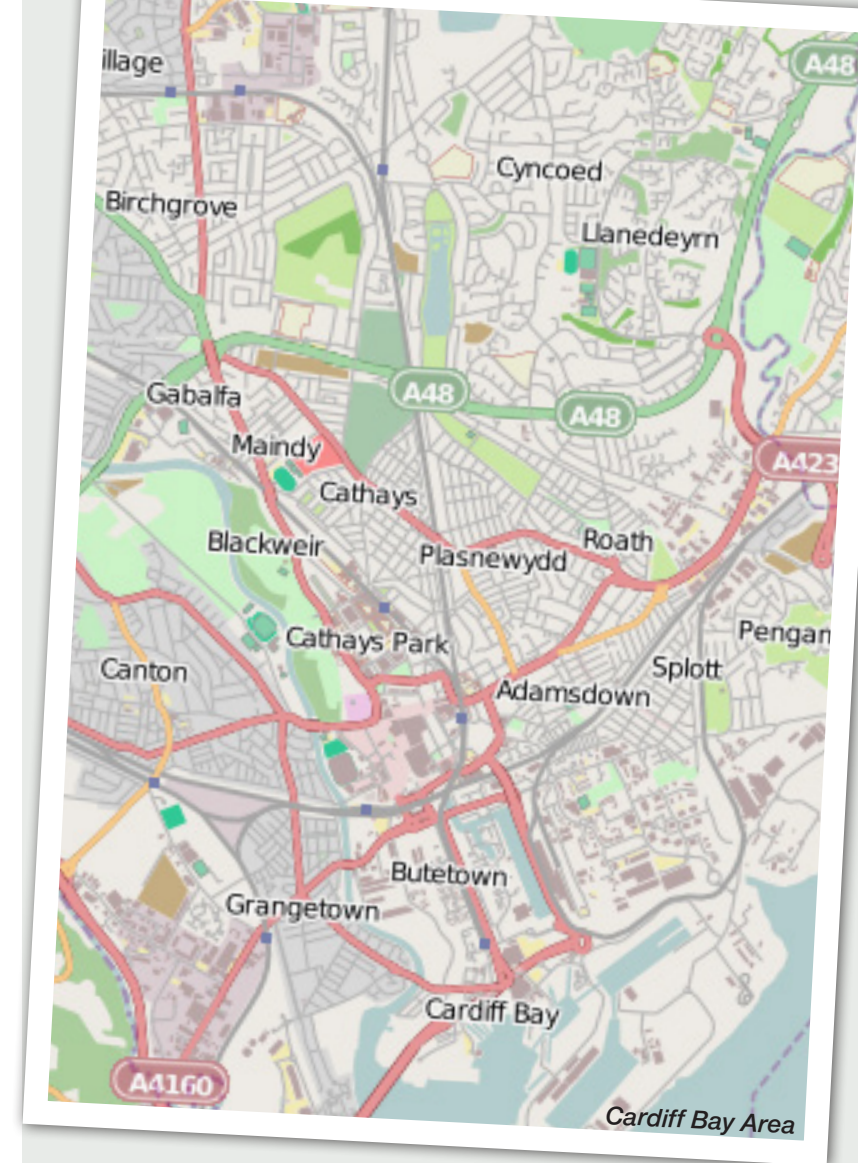 A48
illage
Cyncoed
Birchgrove
Llanedeyrn
A48
A48
Gabalfa
Maindy
A423
Cathays
Roath
Blackweir
Plasnewydd
Pengam
Cathays Park
Splott
Canton
Adamsdown
Butetown
Grangetown
Cardiff Bay
A4160
Cardiff Bay Area